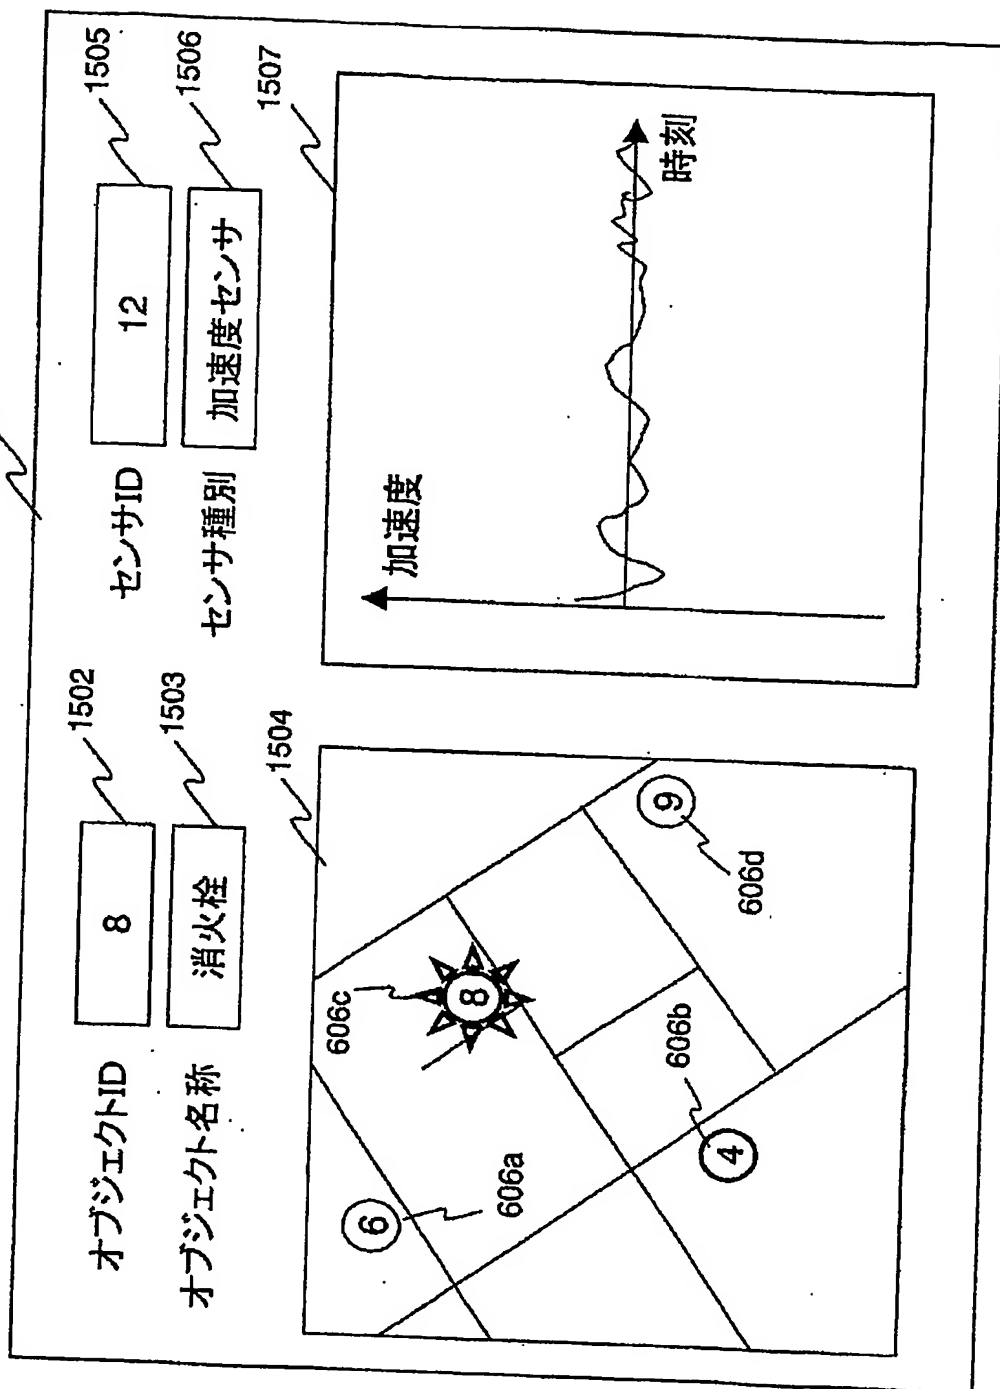 オブジェクトID 8 1502
オブジェクト名称 消火栓 1503
センサID 12 1505
センサ種別 加速度センサ 1506
1504
6
606a
606c
8
4
606b
9
606d
1507
加速度
時刻